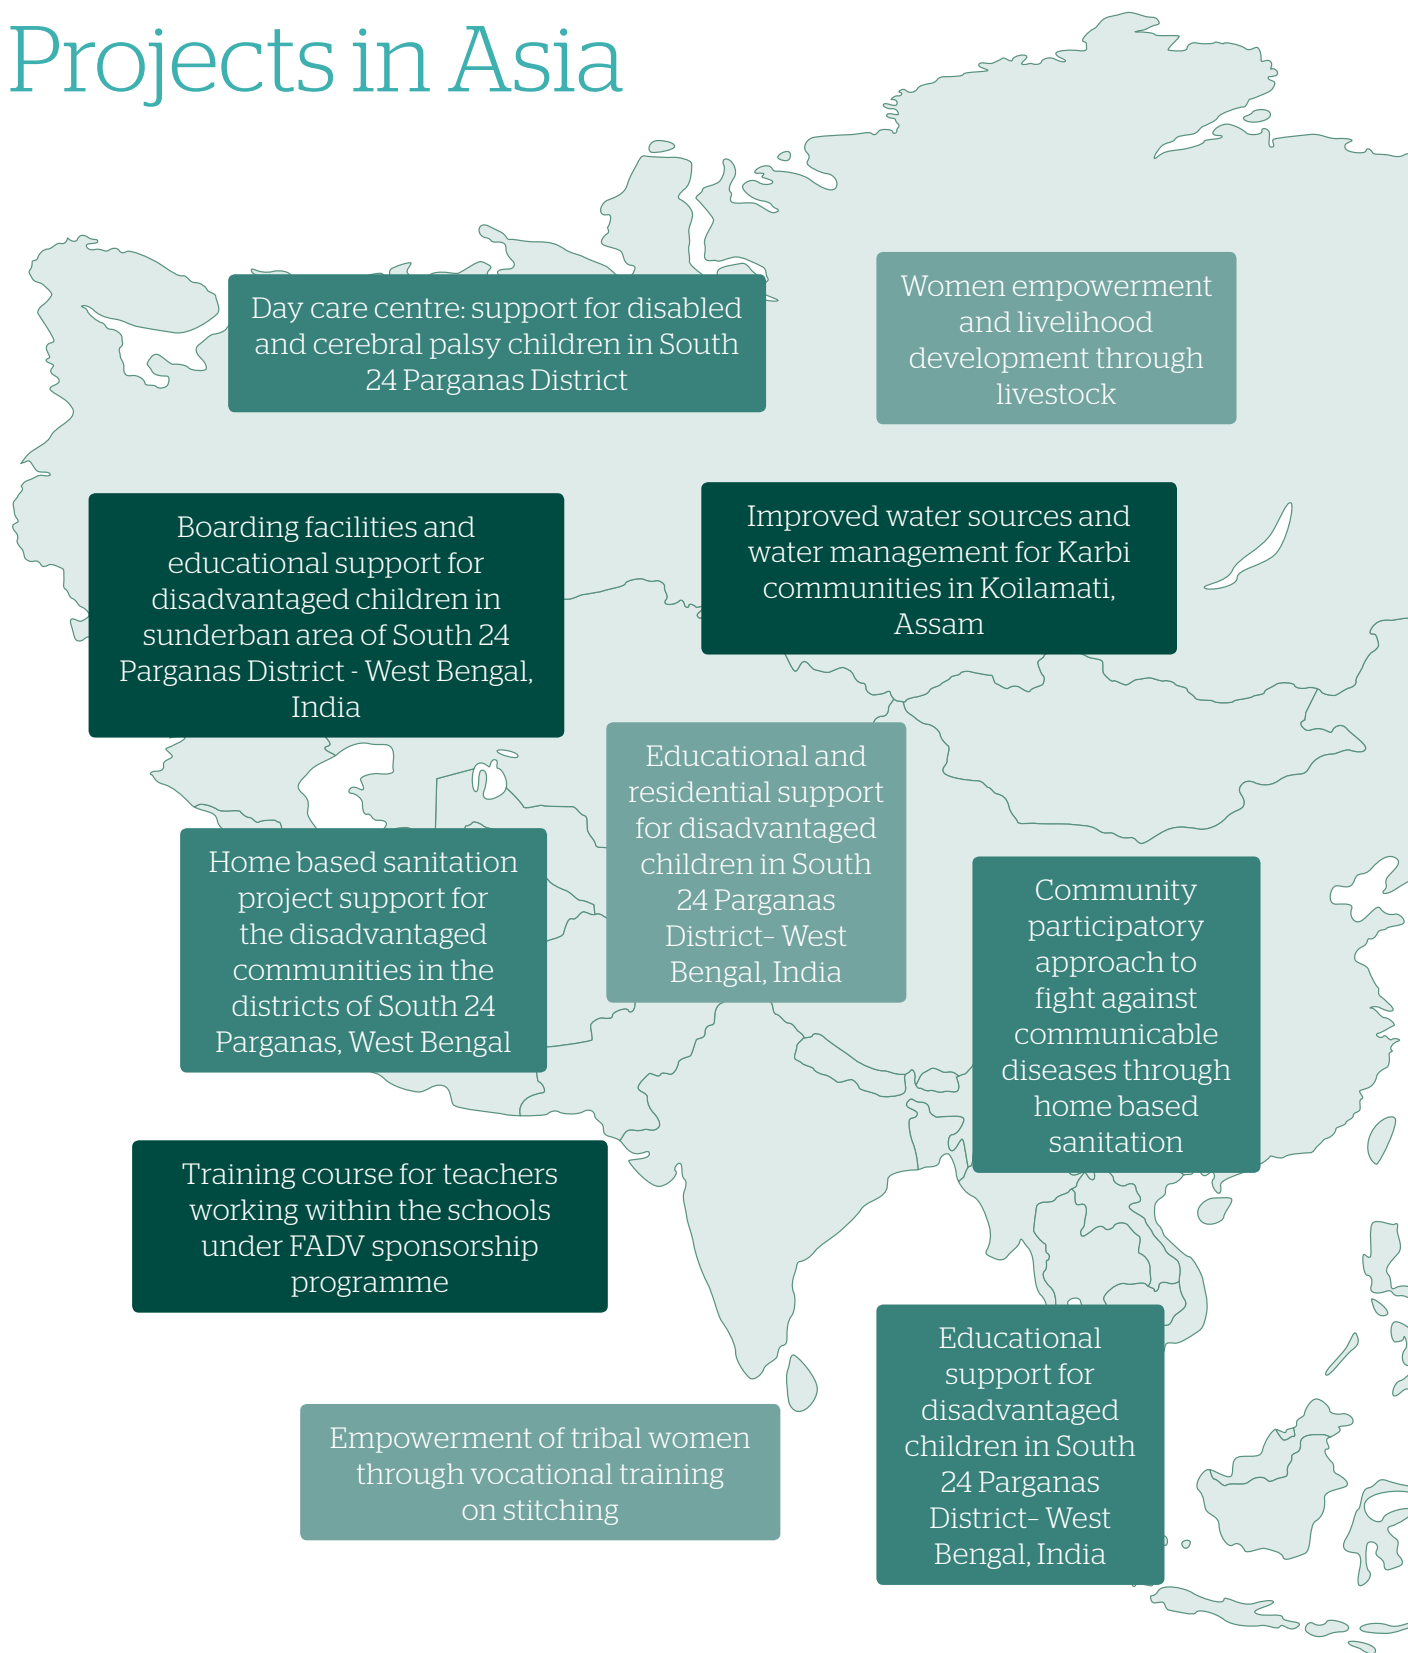 Projects in Asia
Day care centre: support for disabled
and cerebral palsy children in South
24 Parganas District
Women empowerment
and livelihood
development through
livestock
Boarding facilities and
educational support for
disadvantaged children in
sunderban area of South 24
Parganas District - West Bengal,
India
Improved water sources and
water management for Karbi
communities in Koilamati,
Assam
Educational and
residential support
for disadvantaged
children in South
24 Parganas
District– West
Bengal, India
Home based sanitation
project support for
the disadvantaged
communities in the
districts of South 24
Parganas, West Bengal
Community
participatory
approach to
fight against
communicable
diseases through
home based
sanitation
Training course for teachers
working within the schools
under FADV sponsorship
programme
Educational
support for
disadvantaged
children in South
24 Parganas
District– West
Bengal, India
Empowerment of tribal women
through vocational training
on stitching